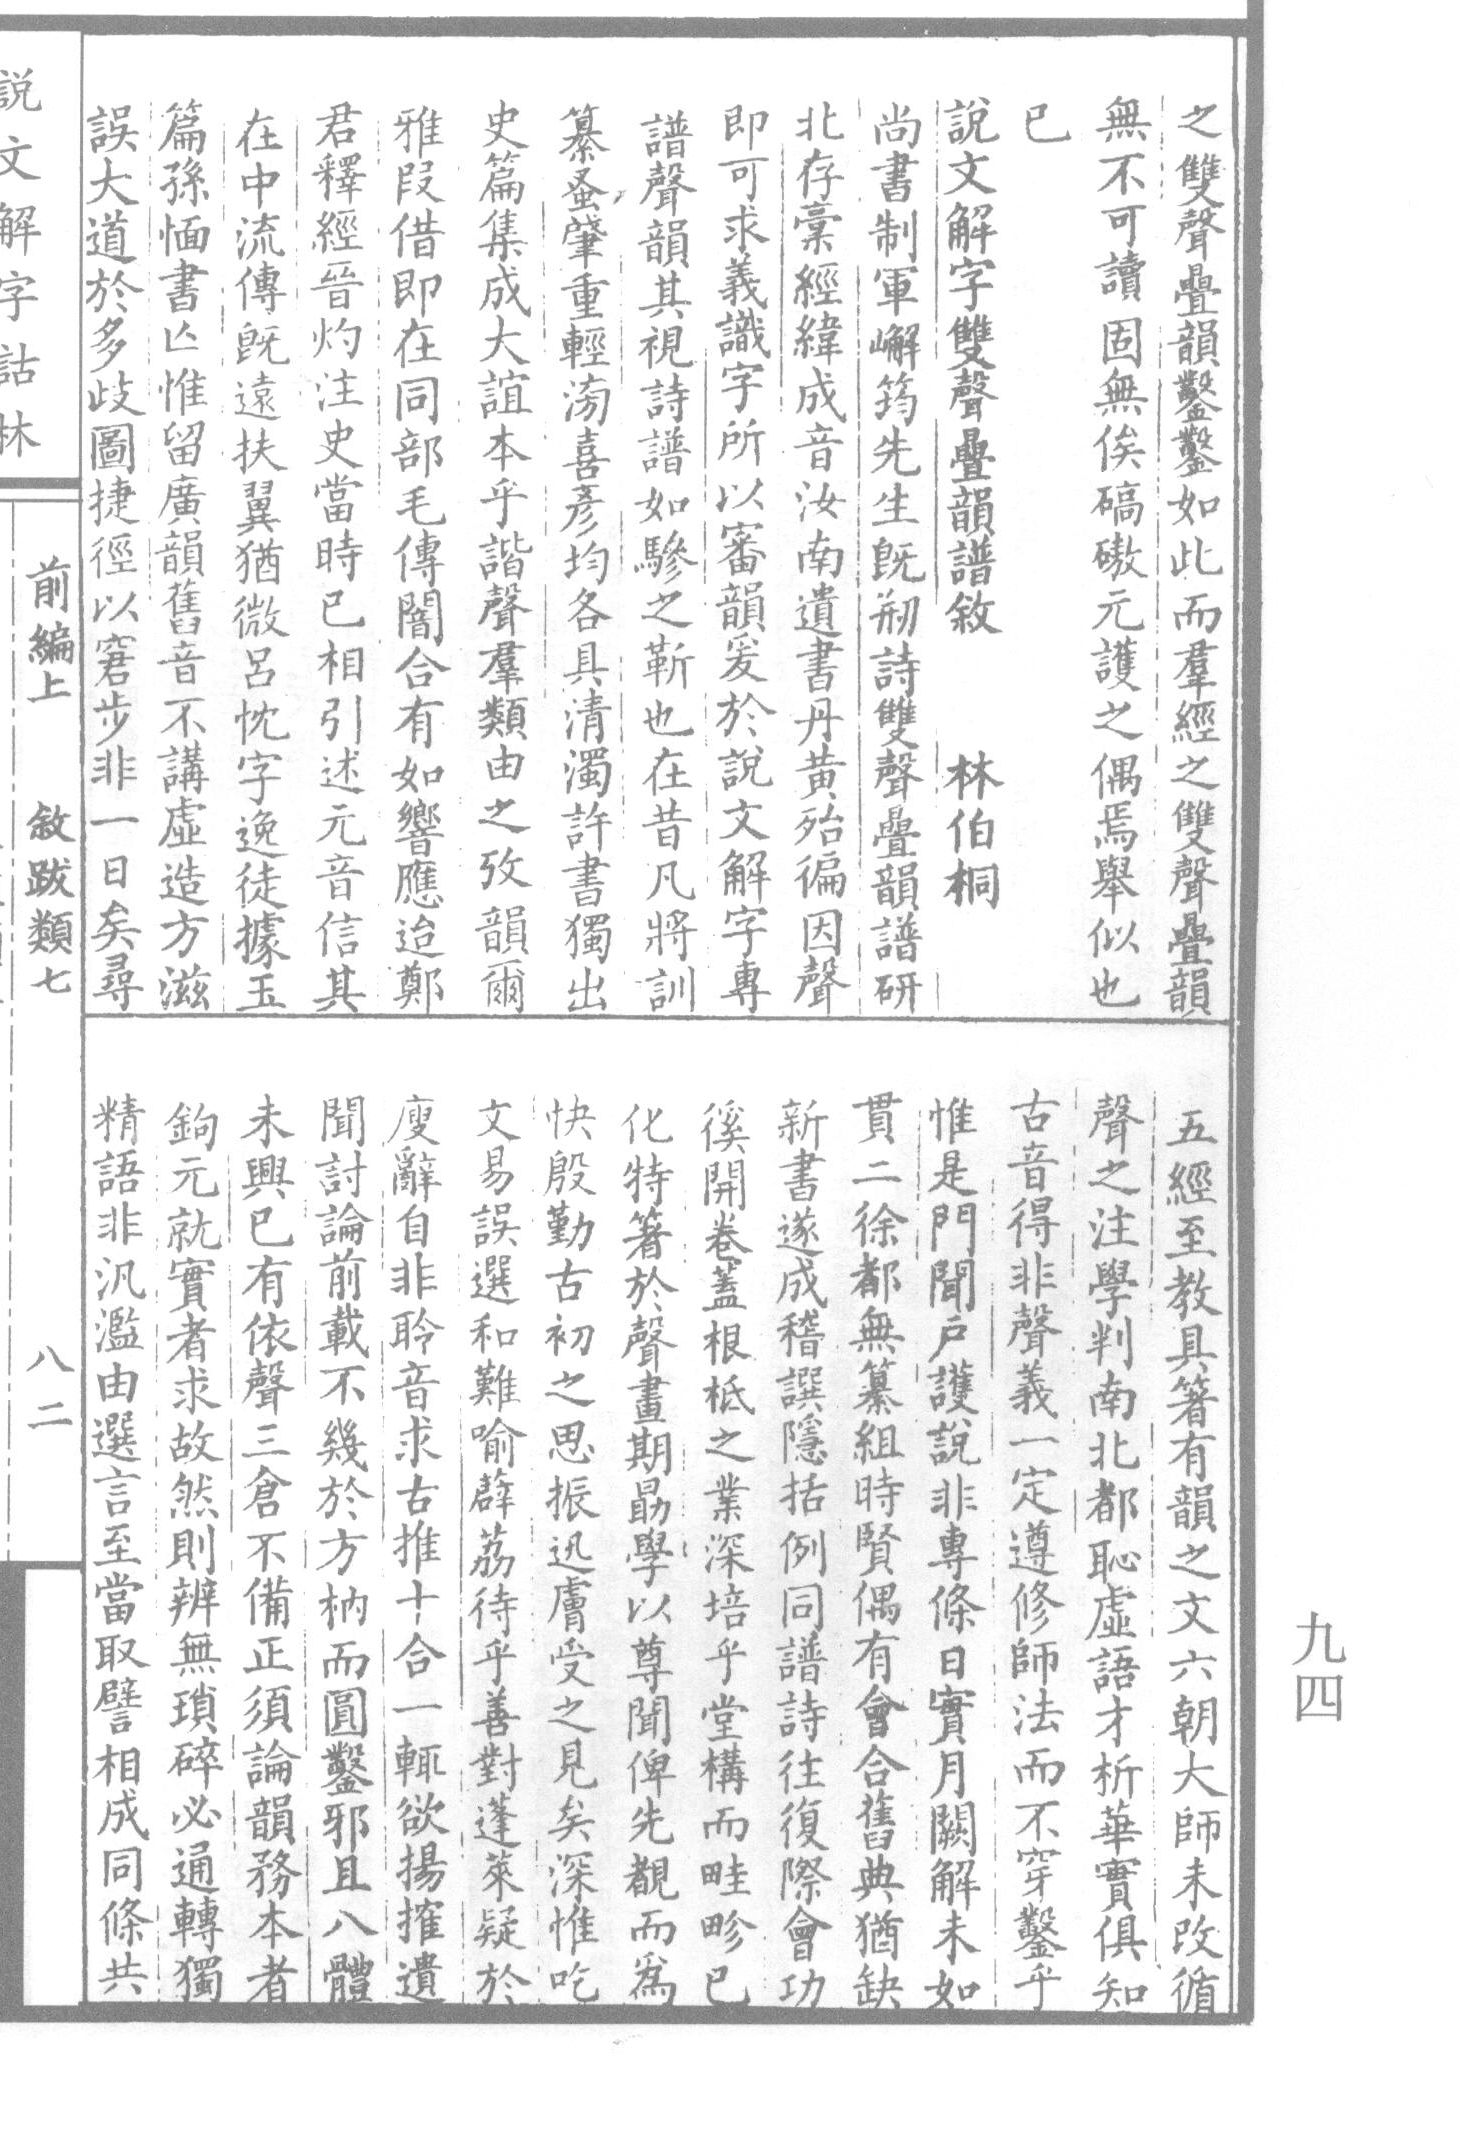 之雙聲疊韻鑿鑿如此而羣經之雙聲疊韻
無不可讀固無俟碻磝元護之偶焉舉似也
已
說文解字雙聲疊韻譜敘　林伯桐
尚書制軍嶰筠先生既剏詩雙聲疊韻譜研
北存稾經緯成音汝南遺書丹黃殆徧因聲
即可求義識字所以審韻爰於說文解字專
譜聲韻其視詩譜如驂之靳也在昔凡將訓
纂蚤肇重輕滂喜彥均各具清濁許書獨出
史篇集成大誼本乎諧聲羣類由之攷韻爾
雅叚借即在同部毛傳闇合有如響應迨鄭
君釋經晉灼注史當時已相引述元音信其
在中流傳既遠扶翼猶微呂忱字逸徒據玉
篇孫愐書亡惟留廣韻舊音不講虛造方滋
誤大道於多歧圖捷徑以窘步非一日矣尋
五經至教具箸有韻之文六朝大師未改循
聲之注學判南北都恥虛語才析華實俱知
古音得非聲義一定遵修師法而不穿鑿乎
惟是門聞戶護說非專條日實月闕解未如
貫二徐都無纂組時賢偶有會合舊典猶缺
新書遂成稽譔隱括例同譜詩往復際會功
徯開卷蓋根柢之業深培乎堂構而畦畛已
化特箸於聲畫期勗學以尊聞俾先覩而爲
快殷勤古初之思振迅膚受之見矣深惟吃
文易誤選和難喻薜荔待乎善對蓬萊疑於
廋辭自非聆音求古推十合一輒欲揚搉遺
聞討論前載不幾於方枘而圓鑿邪且八體
未興已有依聲三倉不備正須論韻務本者
鉤元就實者求故然則辨無瑣碎必通轉獨
精語非汎濫由選言至當取譬相成同條共
說文解字詁林
前編上　敘跋類七
八二
九四